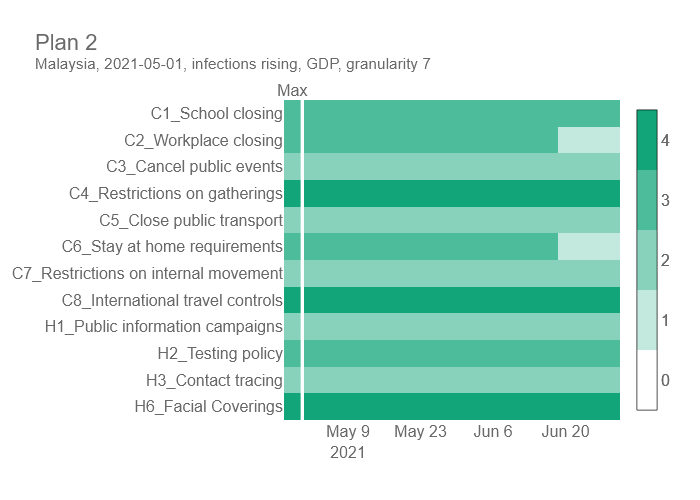 Plan 2
Malaysia, 2021-05-01, infections rising, GDP, granularity 7
Max
C1_School closing
C2_Workplace closing
C3_Cancel public events
C4_Restrictions on gatherings
C5_Close public transport
C6_Stay at home requirements
C7_Restrictions on internal movement
C8_International travel controls
H1_Public information campaigns
H2_Testing policy
H3_Contact tracing
H6_Facial Coverings
May 9 May 23 Jun 6 Jun 20
2021
4
3
2
1
0